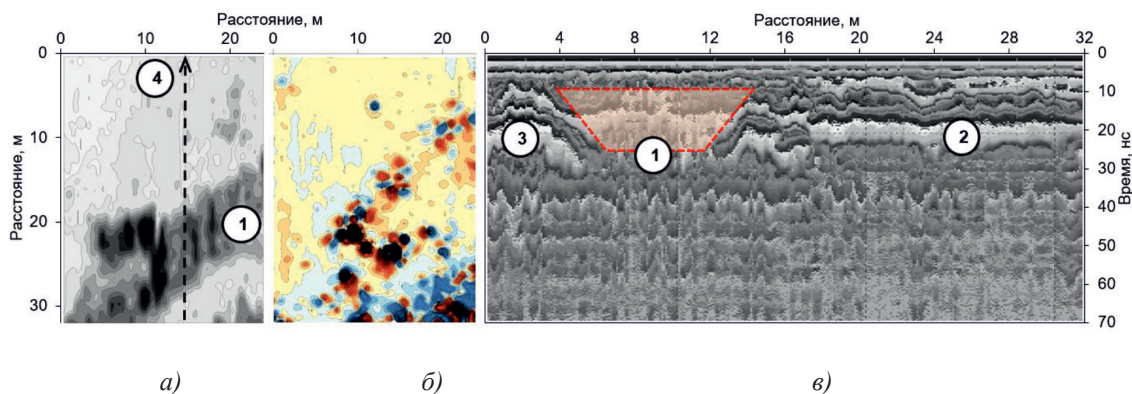 Расстояние, м
Расстояние, м
0 10 20 0 10 20 0 4 8 12 16 20 24 28 32
0 10 20 30
Расстояние, м
4
1
3
1
2
0 10 20 30 40 50 60 70
Время, нс
а) б) в)